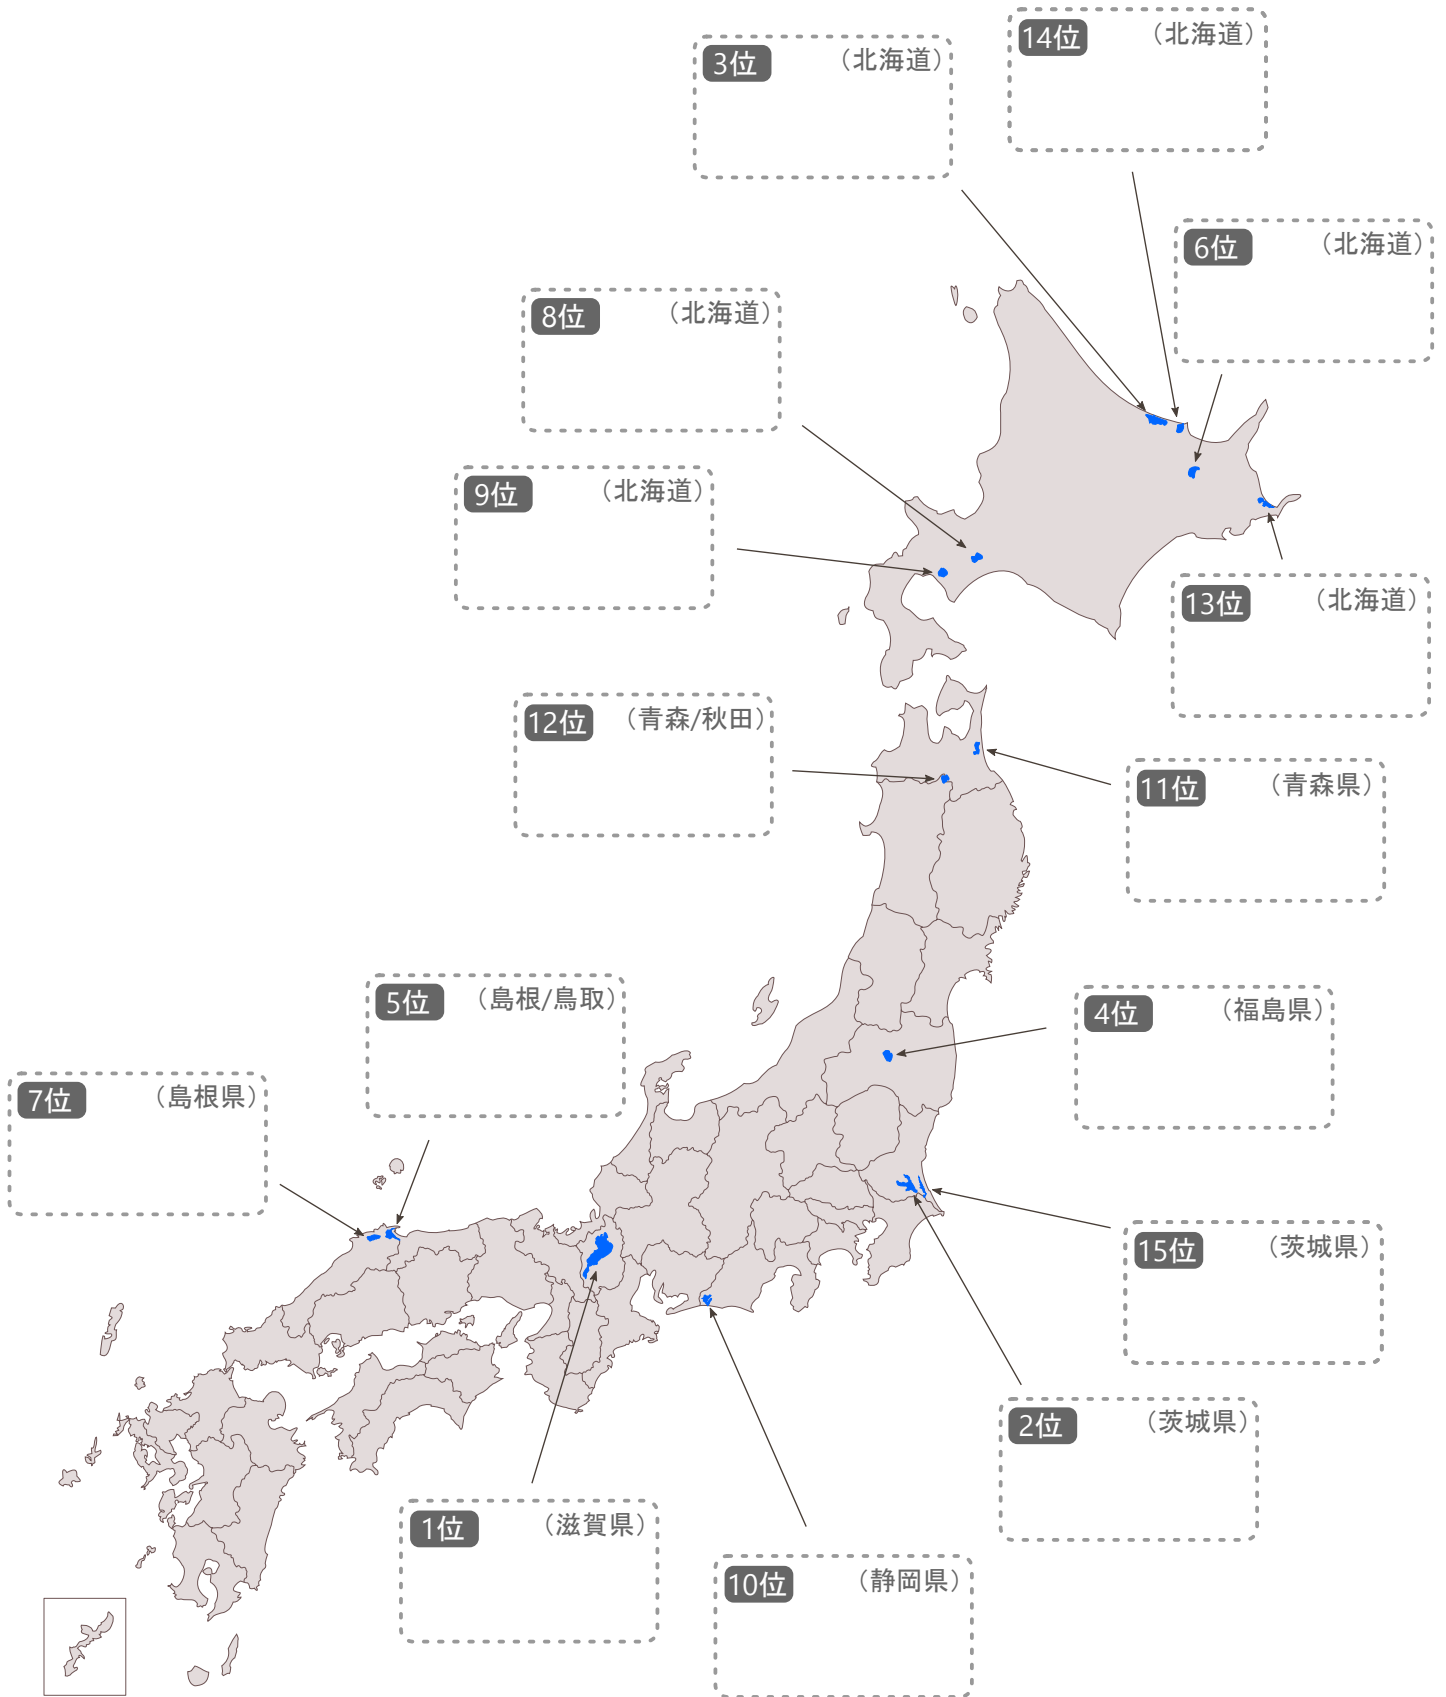 14位 （北海道）
3位 （北海道）
6位 （北海道）
8位 （北海道）
9位 （北海道）
13位 （北海道）
12位 （青森/秋田）
11位 （青森県）
5位 （島根/鳥取）
4位 （福島県）
7位 （島根県）
15位 （茨城県）
2位 （茨城県）
1位 （滋賀県）
10位 （静岡県）